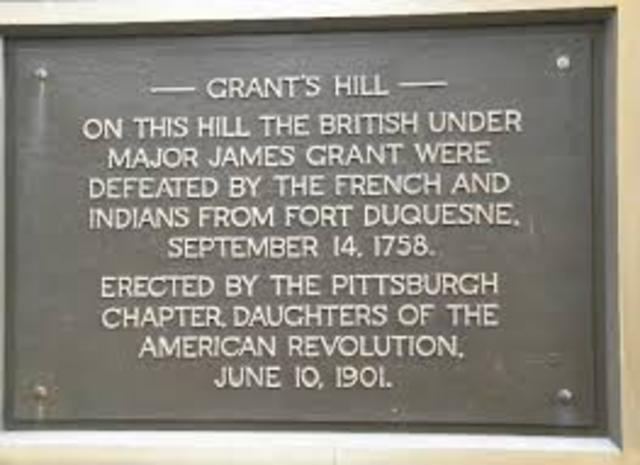 — GRANT'S HILL —
ON THIS HILL THE BRITISH UNDER
MAJOR JAMES GRANT WERE
DEFEATED BY THE FRENCH AND
INDIANS FROM FORT DUQUESNE,
SEPTEMBER 14, 1758.
ERECTED BY THE PITTSBURGH
CHAPTER, DAUGHTERS OF THE
AMERICAN REVOLUTION,
JUNE 10, 1901.